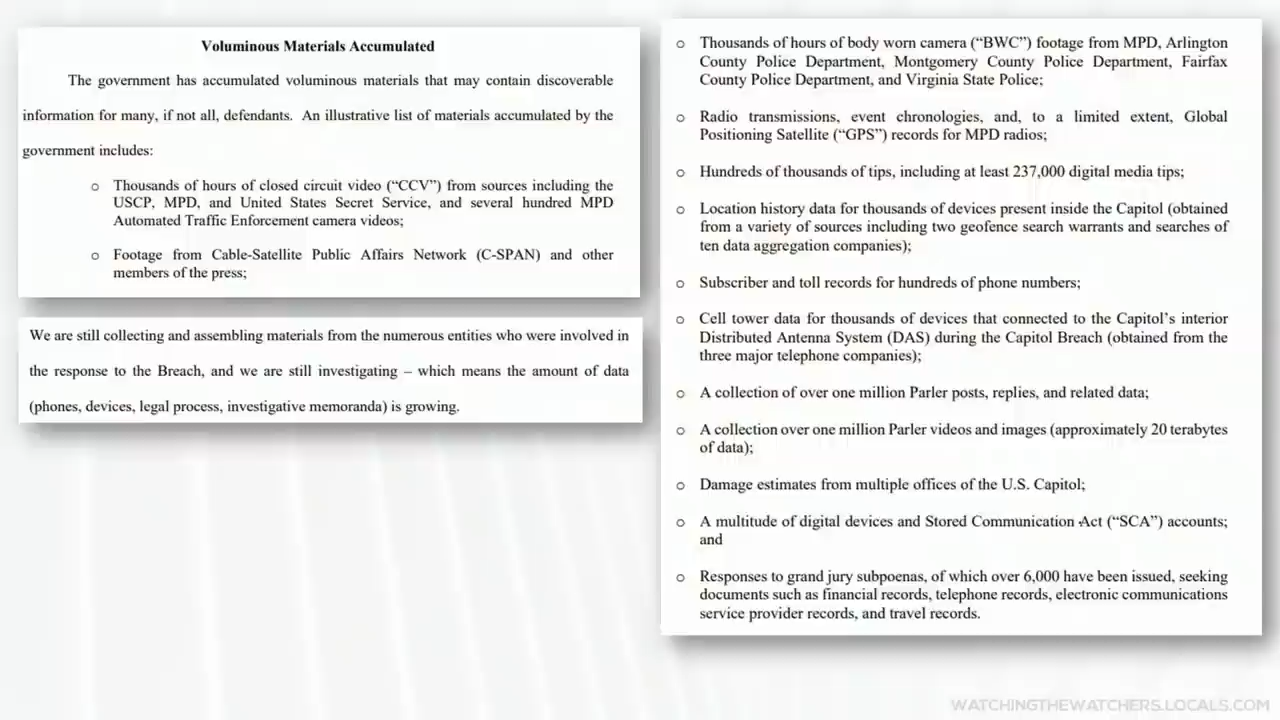 Voluminous Materials Accumulated
The government has accumulated voluminous materials that may contain discoverable
information for many, if not all, defendants. An illustrative list of materials accumulated by the
government includes:
o Thousands of hours of closed circuit video (“CCV”) from sources including the
USCP, MPD, and United States Secret Service, and several hundred MPD
Automated Traffic Enforcement camera videos;
o Footage from Cable-Satellite Public Affairs Network (C-SPAN) and other
members of the press;
We are still collecting and assembling materials from the numerous entities who were involved in
the response to the Breach, and we are still investigating – which means the amount of data
(phones, devices, legal process, investigative memoranda) is growing.
o Thousands of hours of body worn camera (“BWC”) footage from MPD, Arlington
County Police Department, Montgomery County Police Department, Fairfax
County Police Department, and Virginia State Police;
o Radio transmissions, event chronologies, and, to a limited extent, Global
Positioning Satellite (“GPS”) records for MPD radios;
o Hundreds of thousands of tips, including at least 237,000 digital media tips;
o Location history data for thousands of devices present inside the Capitol (obtained
from a variety of sources including two geofence search warrants and searches of
ten data aggregation companies);
o Subscriber and toll records for hundreds of phone numbers;
o Cell tower data for thousands of devices that connected to the Capitol’s interior
Distributed Antenna System (DAS) during the Capitol Breach (obtained from the
three major telephone companies);
o A collection of over one million Parler posts, replies, and related data;
o A collection over one million Parler videos and images (approximately 20 terabytes
of data);
o Damage estimates from multiple offices of the U.S. Capitol;
o A multitude of digital devices and Stored Communication Act (“SCA”) accounts;
and
o Responses to grand jury subpoenas, of which over 6,000 have been issued, seeking
documents such as financial records, telephone records, electronic communications
service provider records, and travel records.
WATCHINGTHEWATCHERS.LOCALS.COM